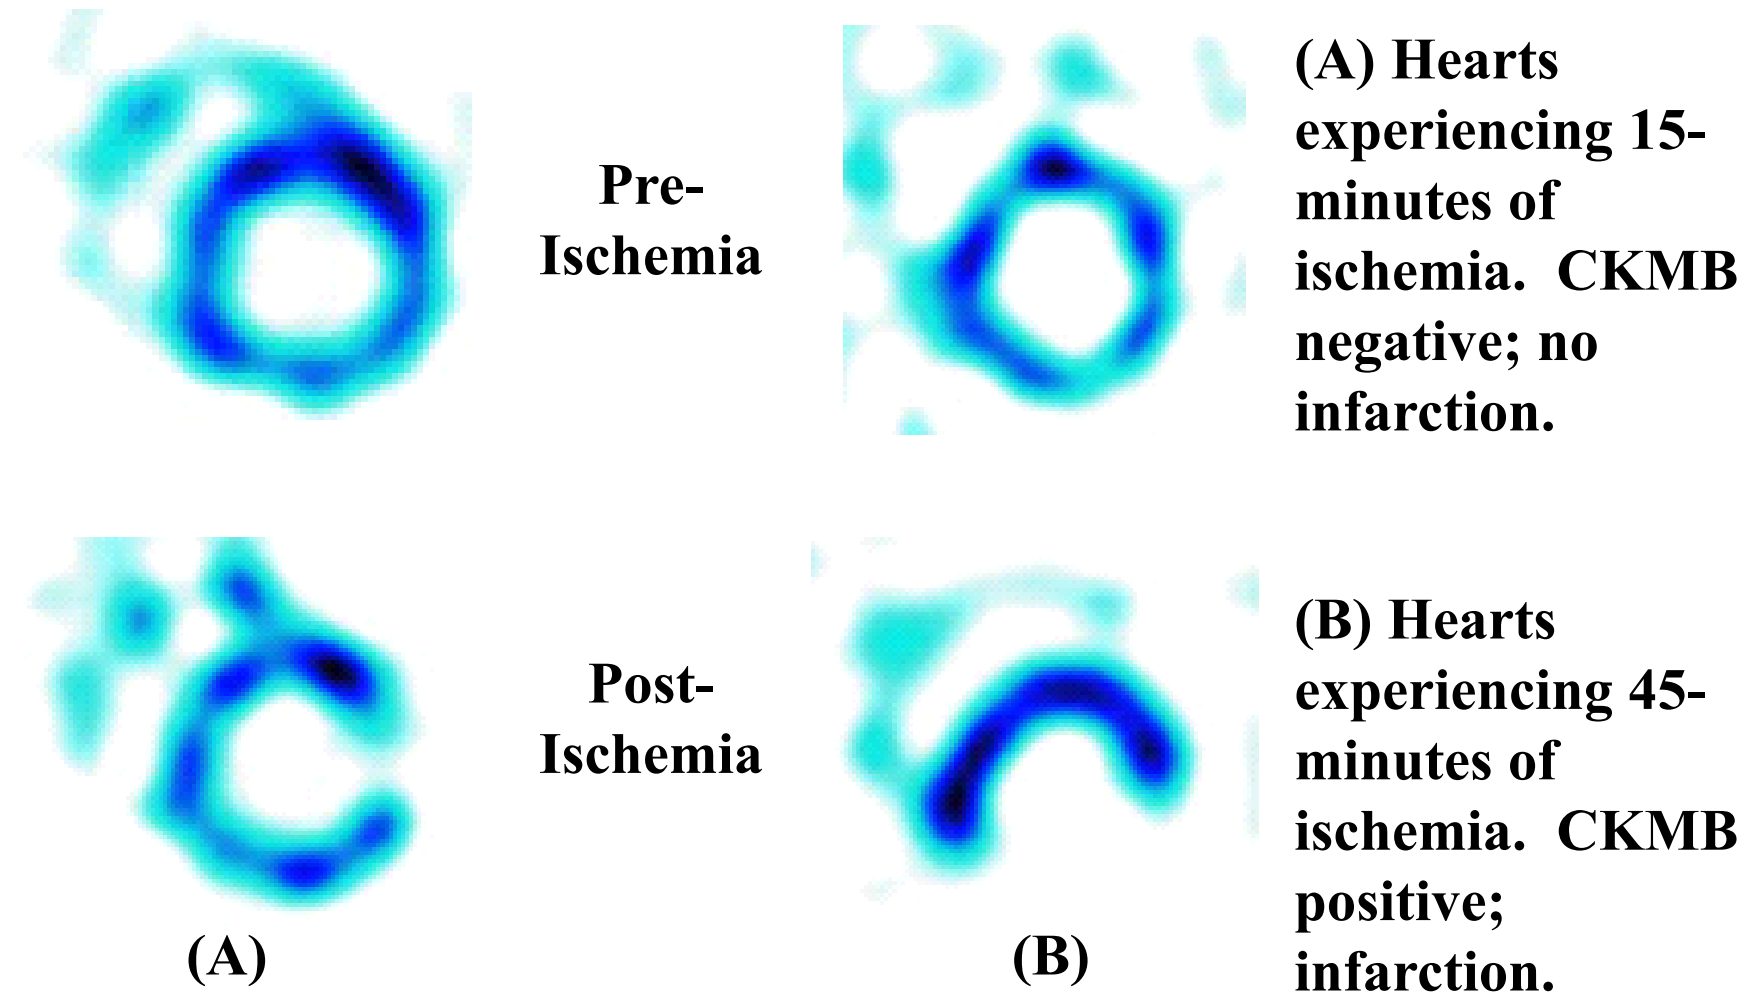 Pre-
Ischemia
(A) Hearts
experiencing 15-
minutes of
ischemia.  CKMB
negative; no
infarction.
Post-
Ischemia
(B) Hearts
experiencing 45-
minutes of
ischemia.  CKMB
positive;
infarction.
(A)
(B)